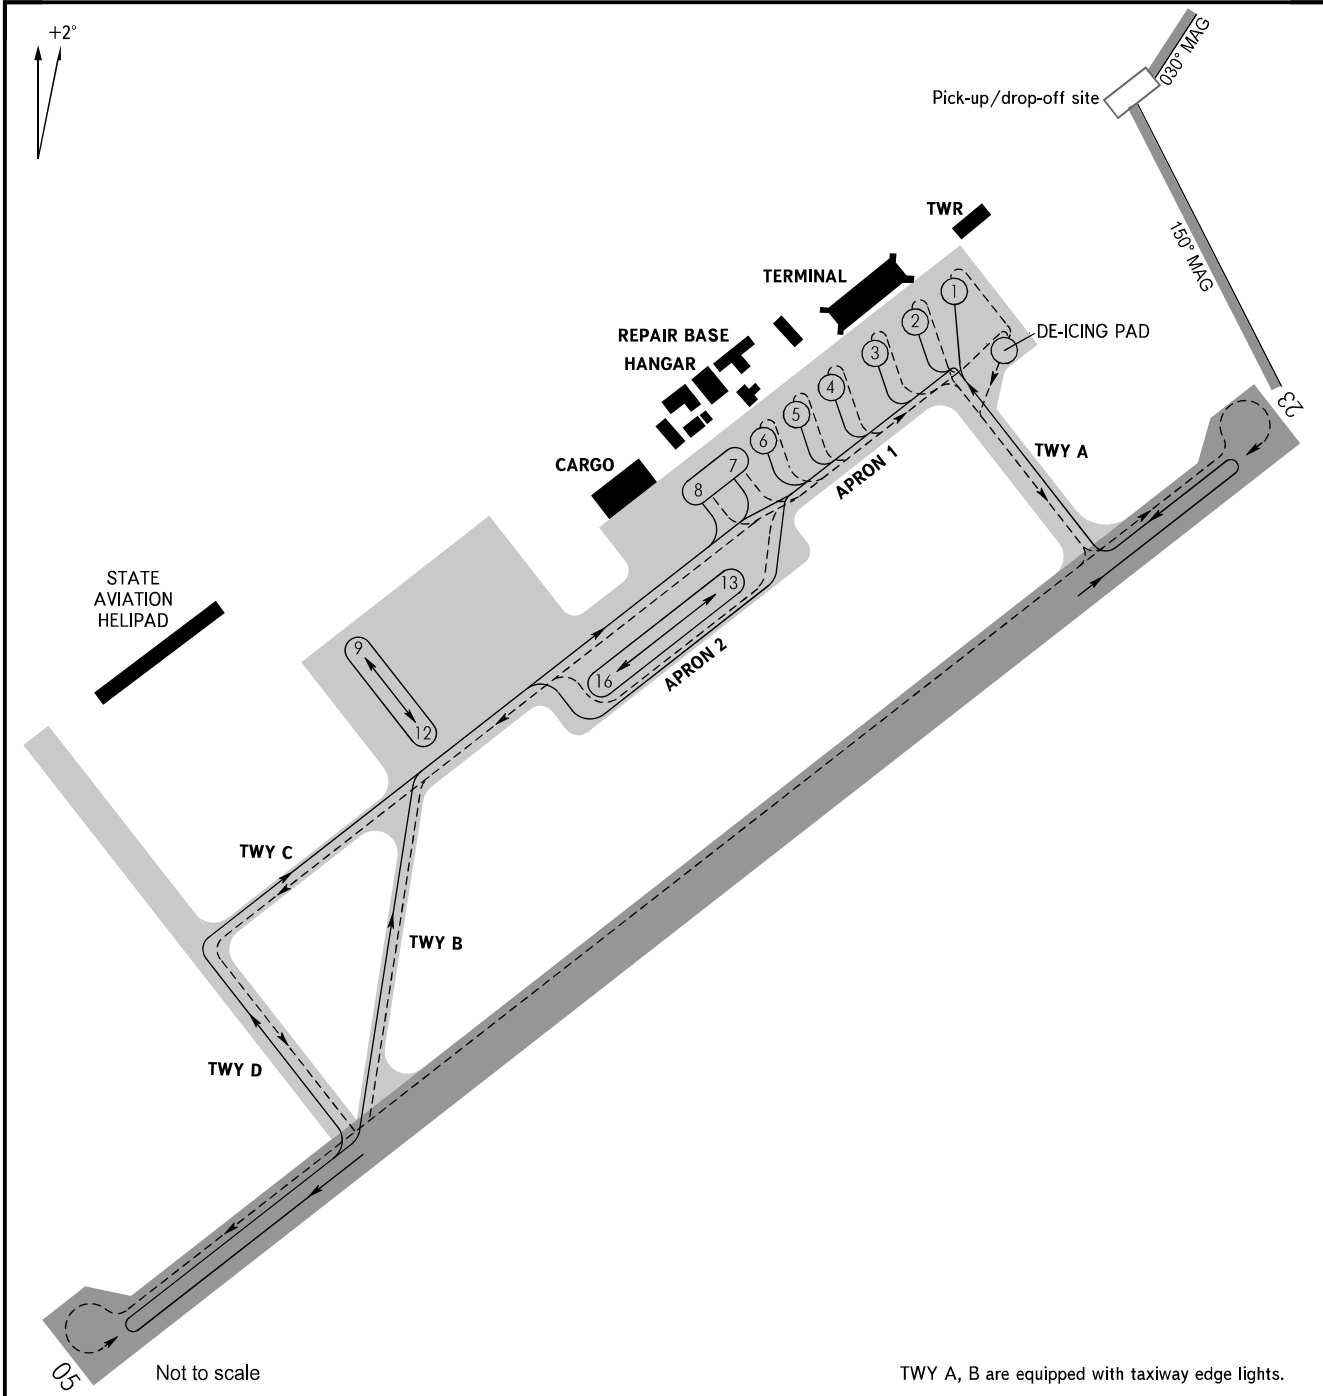 +2°
030° MAG
Pick-up/drop-off site
150° MAG
TWR
TERMINAL
1
2
DE-ICING PAD
REPAIR BASE
HANGAR
3
4
23
5
6
TWY A
CARGO
7
8
APRON 1
STATE
AVIATION
HELIPAD
13
9
16
APRON 2
12
TWY C
TWY B
TWY D
05
Not to scale
TWY A, B are equipped with taxiway edge lights.